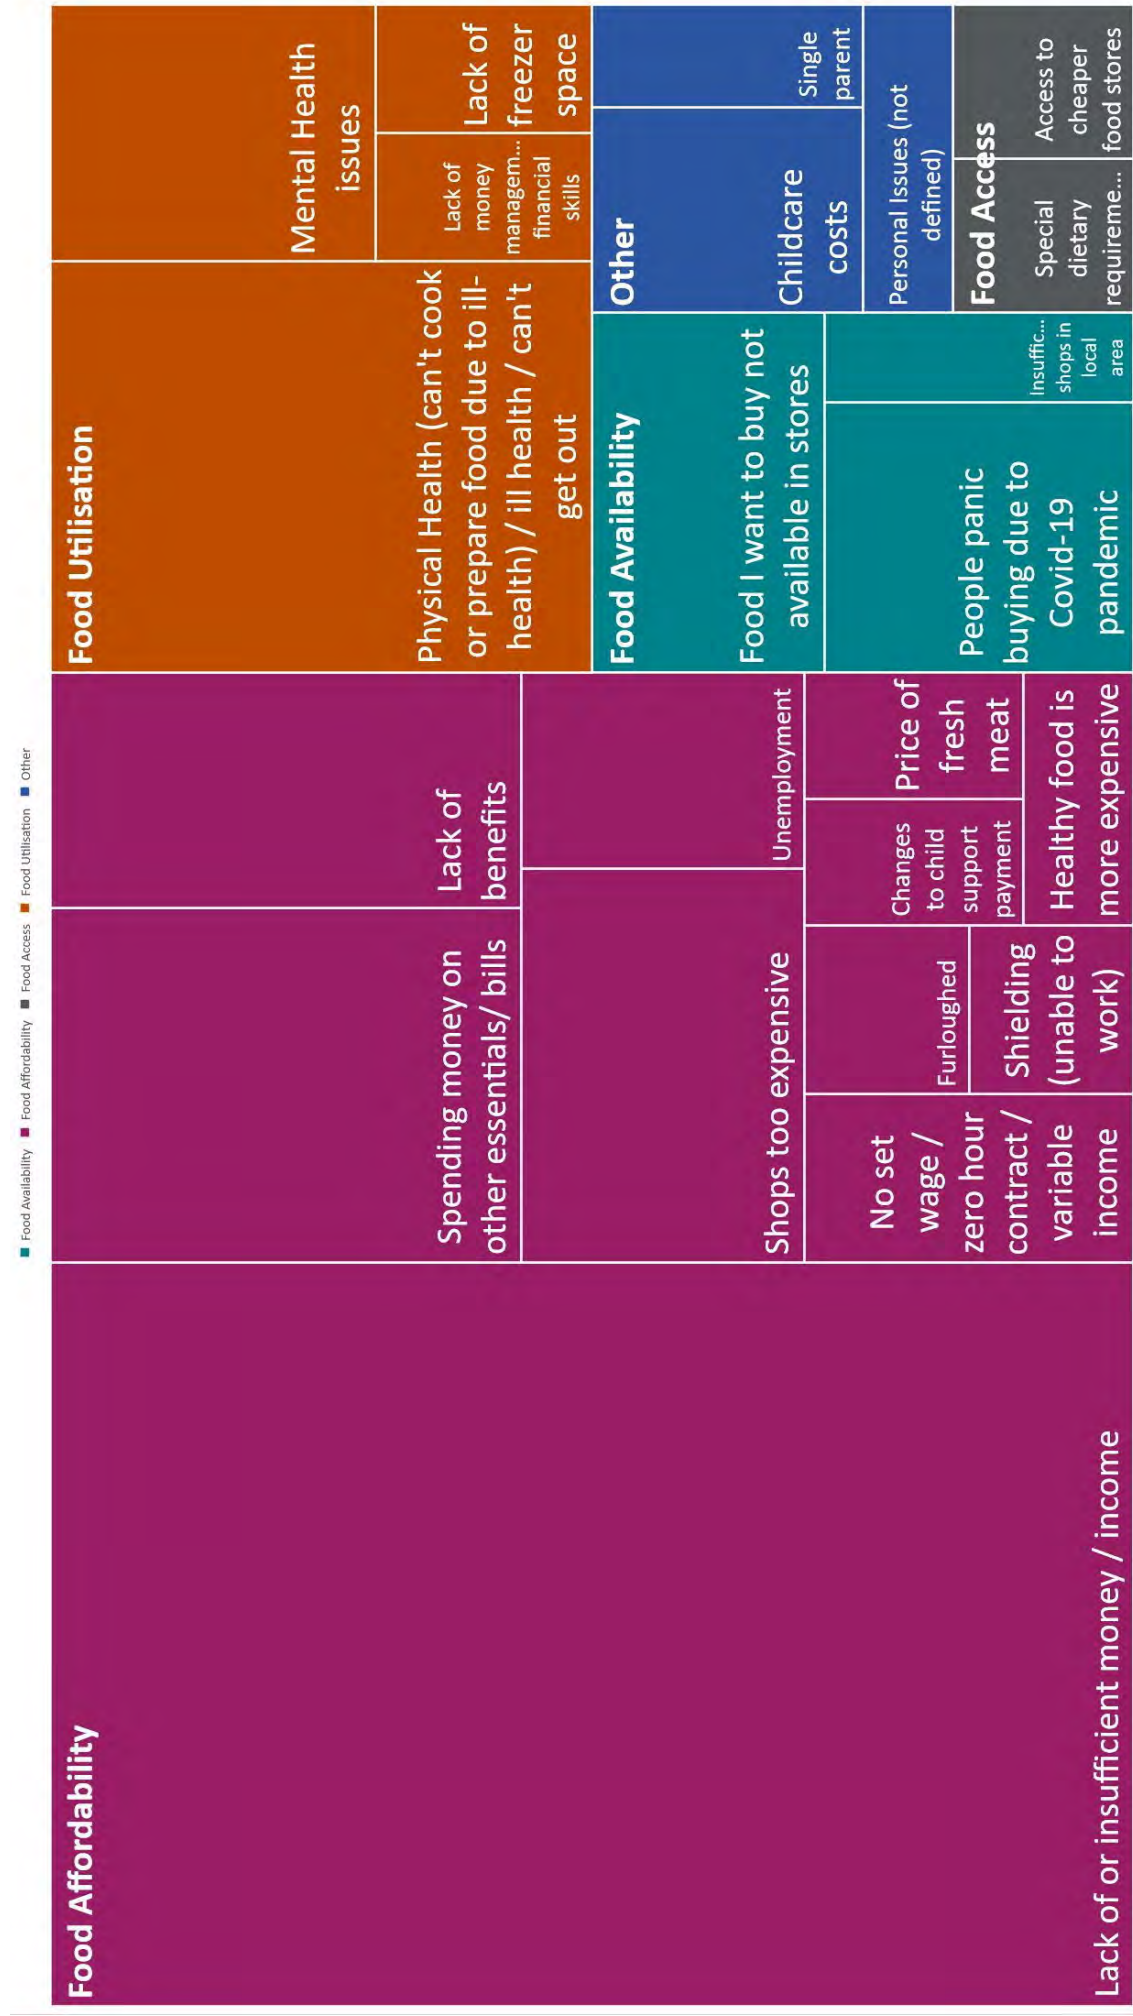 Food Availability Food Affordability Food Access Food Utilisation Other
Food Affordability
Lack of or insufficient money / income
Spending money on
other essentials/ bills
Lack of
benefits
Shops too expensive
Unemployment
No set
wage /
zero hour
contract /
variable
income
Furloughed
Shielding
(unable to
work)
Changes
to child
support
payment
Price of
fresh
meat
Healthy food is
more expensive
Food Utilisation
Physical Health (can't cook
or prepare food due to ill-
health) / ill health / can't
get out
Mental Health
issues
Lack of
money
managem...
financial
skills
Lack of
freezer
space
Food Availability
Food I want to buy not
available in stores
People panic
buying due to
Covid-19
pandemic
Insuffic...
shops in
local
area
Other
Childcare
costs
Single
parent
Personal Issues (not
defined)
Food Access
Special
dietary
requireme...
Access to
cheaper
food stores